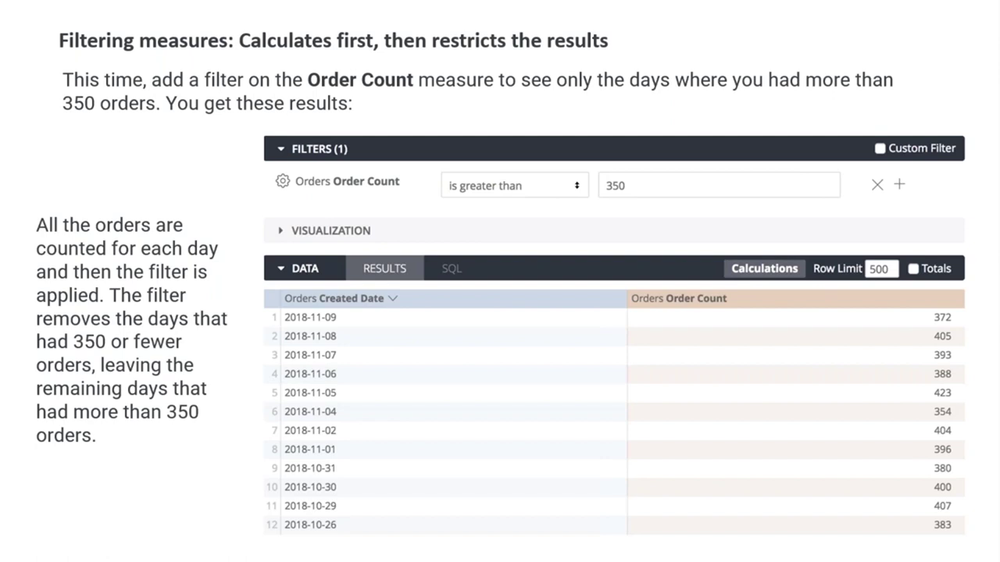 Filtering measures: Calculates first, then restricts the results
This time, add a filter on the Order Count measure to see only the days where you had more than
350 orders. You get these results:
All the orders are
counted for each day
and then the filter is
applied. The filter
removes the days that
had 350 or fewer
orders, leaving the
remaining days that
had more than 350
orders.
FILTERS (1) Custom Filter
Orders Order Count is greater than 350
VISUALIZATION
DATA RESULTS SQL Calculations Row Limit 500 Totals
Orders Created Date Orders Order Count
1 2018-11-09 372
2 2018-11-08 405
3 2018-11-07 393
4 2018-11-06 388
5 2018-11-05 423
6 2018-11-04 354
7 2018-11-02 404
8 2018-11-01 396
9 2018-10-31 380
10 2018-10-30 400
11 2018-10-29 407
12 2018-10-26 383